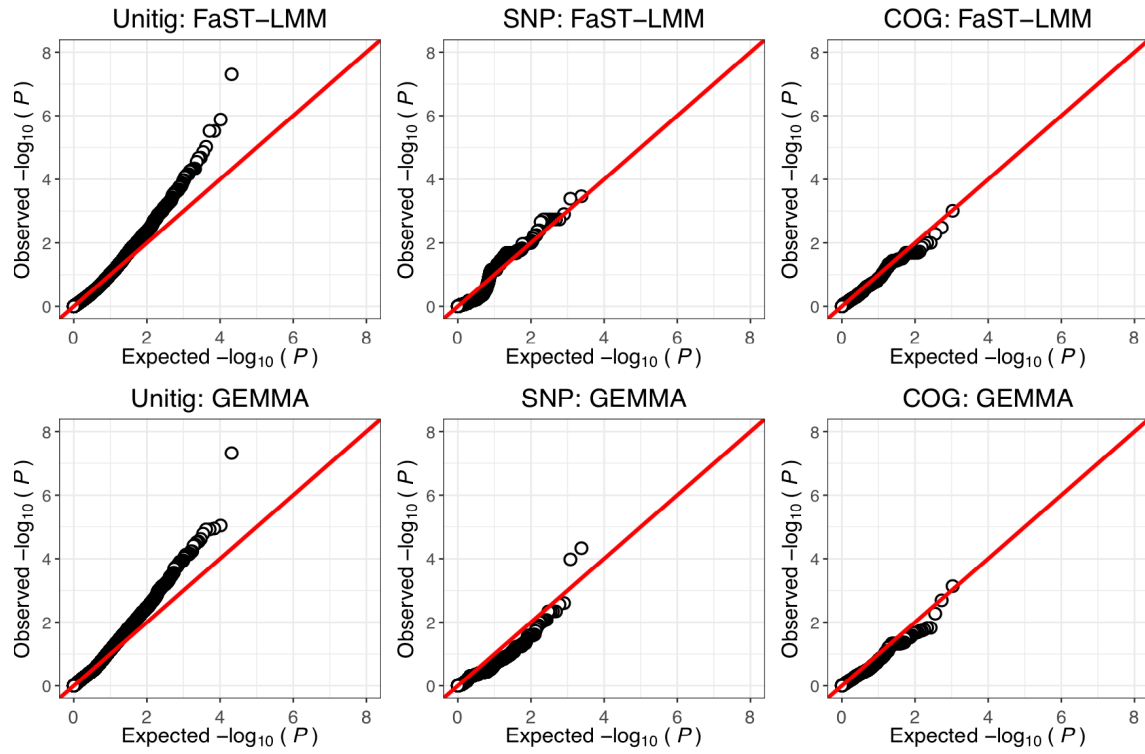 Unitig: FaST−LMM
SNP: FaST−LMM
COG: FaST−LMM
Observed −log10 ( P )
8
6
4
2
0
Observed −log10 ( P )
8
6
4
2
0
Observed −log10 ( P )
8
6
4
2
0
0 2 4 6 8
0 2 4 6 8
0 2 4 6 8
Expected −log10 ( P )
Expected −log10 ( P )
Expected −log10 ( P )
Unitig: GEMMA
SNP: GEMMA
COG: GEMMA
Observed −log10 ( P )
8
6
4
2
0
Observed −log10 ( P )
8
6
4
2
0
Observed −log10 ( P )
8
6
4
2
0
0 2 4 6 8
0 2 4 6 8
0 2 4 6 8
Expected −log10 ( P )
Expected −log10 ( P )
Expected −log10 ( P )